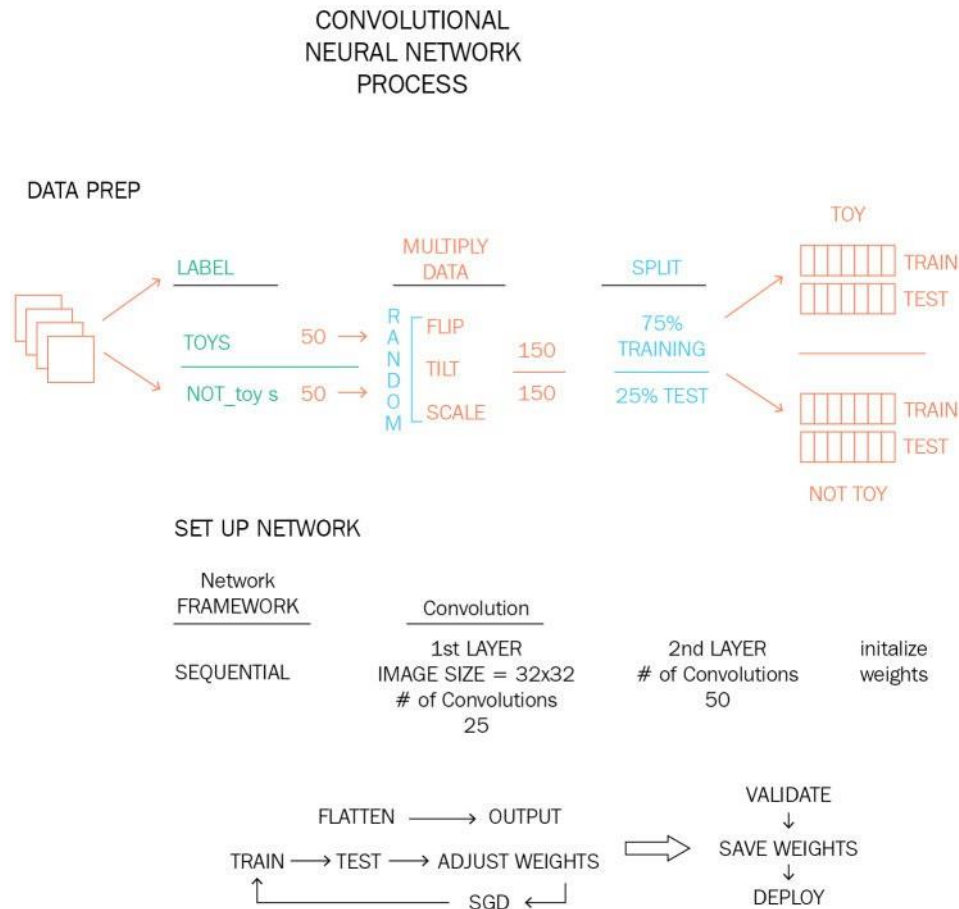 CONVOLUTIONAL
NEURAL NETWORK
PROCESS
DATA PREP
LABEL
TOYS 50
NOT_toy s 50
MULTIPLY
DATA
RANDOM
FLIP
TILT
SCALE
150
150
SPLIT
75%
TRAINING
25% TEST
TOY
TRAIN
TEST
TRAIN
TEST
NOT TOY
SET UP NETWORK
Network
FRAMEWORK
SEQUENTIAL
Convolution
1st LAYER
IMAGE SIZE = 32x32
# of Convolutions
25
2nd LAYER
# of Convolutions
50
initalize
weights
FLATTEN → OUTPUT
TRAIN → TEST → ADJUST WEIGHTS
SGD
VALIDATE
↓
SAVE WEIGHTS
↓
DEPLOY